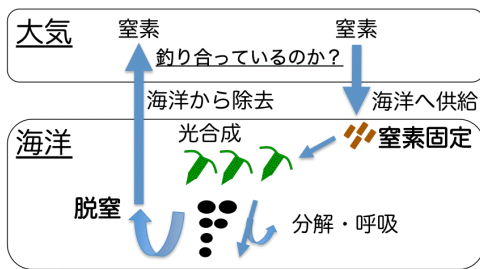 大気
窒素
窒素
釣り合っているのか？
海洋から除去
海洋へ供給
海洋
光合成
窒素固定
脱窒
分解・呼吸